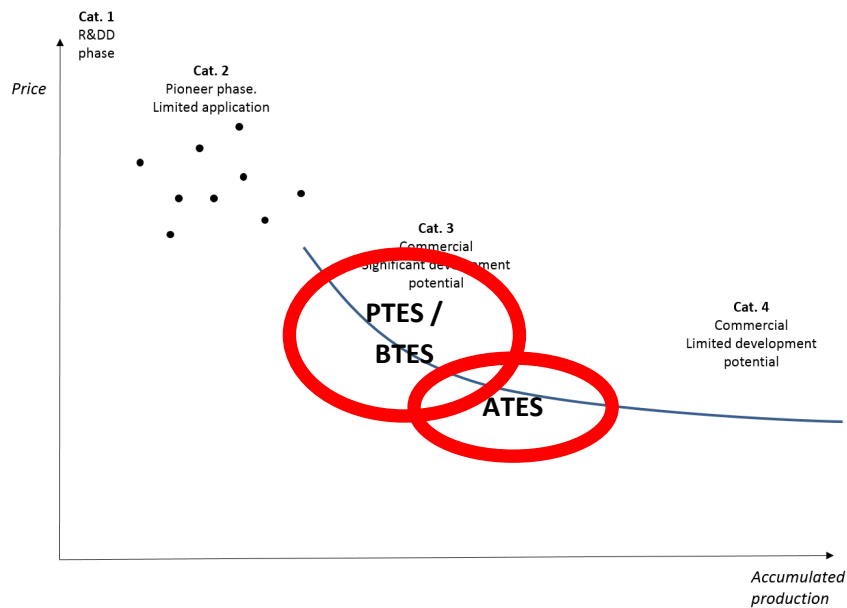 Cat. 1
R&DD
phase
Price
Cat. 2
Pioneer phase.
Limited application
Cat. 3
Commercial
Significant development
potential
PTES /
BTES
ATES
Cat. 4
Commercial
Limited development
potential
Accumulated
production